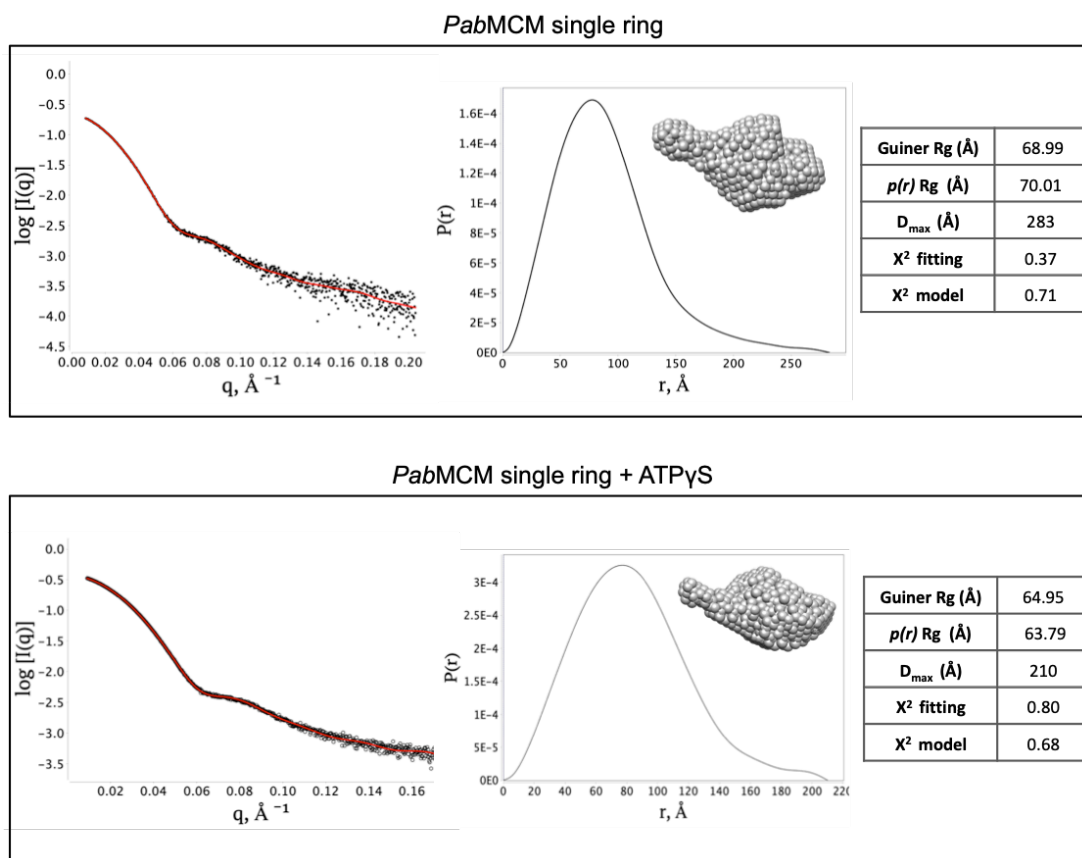 PabMCM single ring
0.0
−0.5
−1.0
−1.5
−2.0
−2.5
−3.0
−3.5
−4.0
−4.5
log [I(q)]
0.00 0.02 0.04 0.06 0.08 0.10 0.12 0.14 0.16 0.18 0.20
q, Å ⁻¹
1.6E-4
1.4E-4
1.2E-4
1E-4
8E-5
6E-5
4E-5
2E-5
0E0
P(r)
0 50 100 150 200 250
r, Å
Guiner Rg (Å) 68.99
p(r) Rg (Å) 70.01
Dmax (Å) 283
X² fitting 0.37
X² model 0.71
PabMCM single ring + ATPγS
0.0
−0.5
−1.0
−1.5
−2.0
−2.5
−3.0
−3.5
log [I(q)]
0.02 0.04 0.06 0.08 0.10 0.12 0.14 0.16
q, Å ⁻¹
3E-4
2.5E-4
2E-4
1.5E-4
1E-4
5E-5
0E0
P(r)
0 20 40 60 80 100 120 140 160 180 200 220
r, Å
Guiner Rg (Å) 64.95
p(r) Rg (Å) 63.79
Dmax (Å) 210
X² fitting 0.80
X² model 0.68